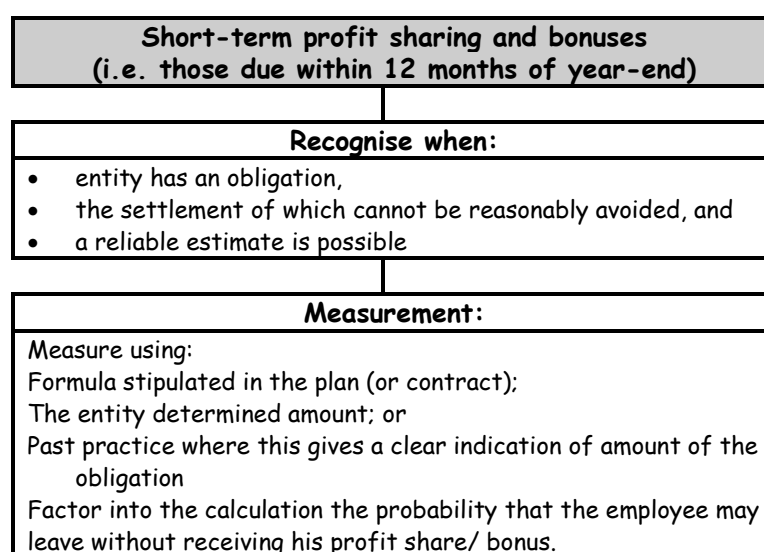 Short-term profit sharing and bonuses
(i.e. those due within 12 months of year-end)
Recognise when:
• entity has an obligation,
• the settlement of which cannot be reasonably avoided, and
• a reliable estimate is possible
Measurement:
Measure using:
Formula stipulated in the plan (or contract);
The entity determined amount; or
Past practice where this gives a clear indication of amount of the
obligation
Factor into the calculation the probability that the employee may
leave without receiving his profit share/ bonus.